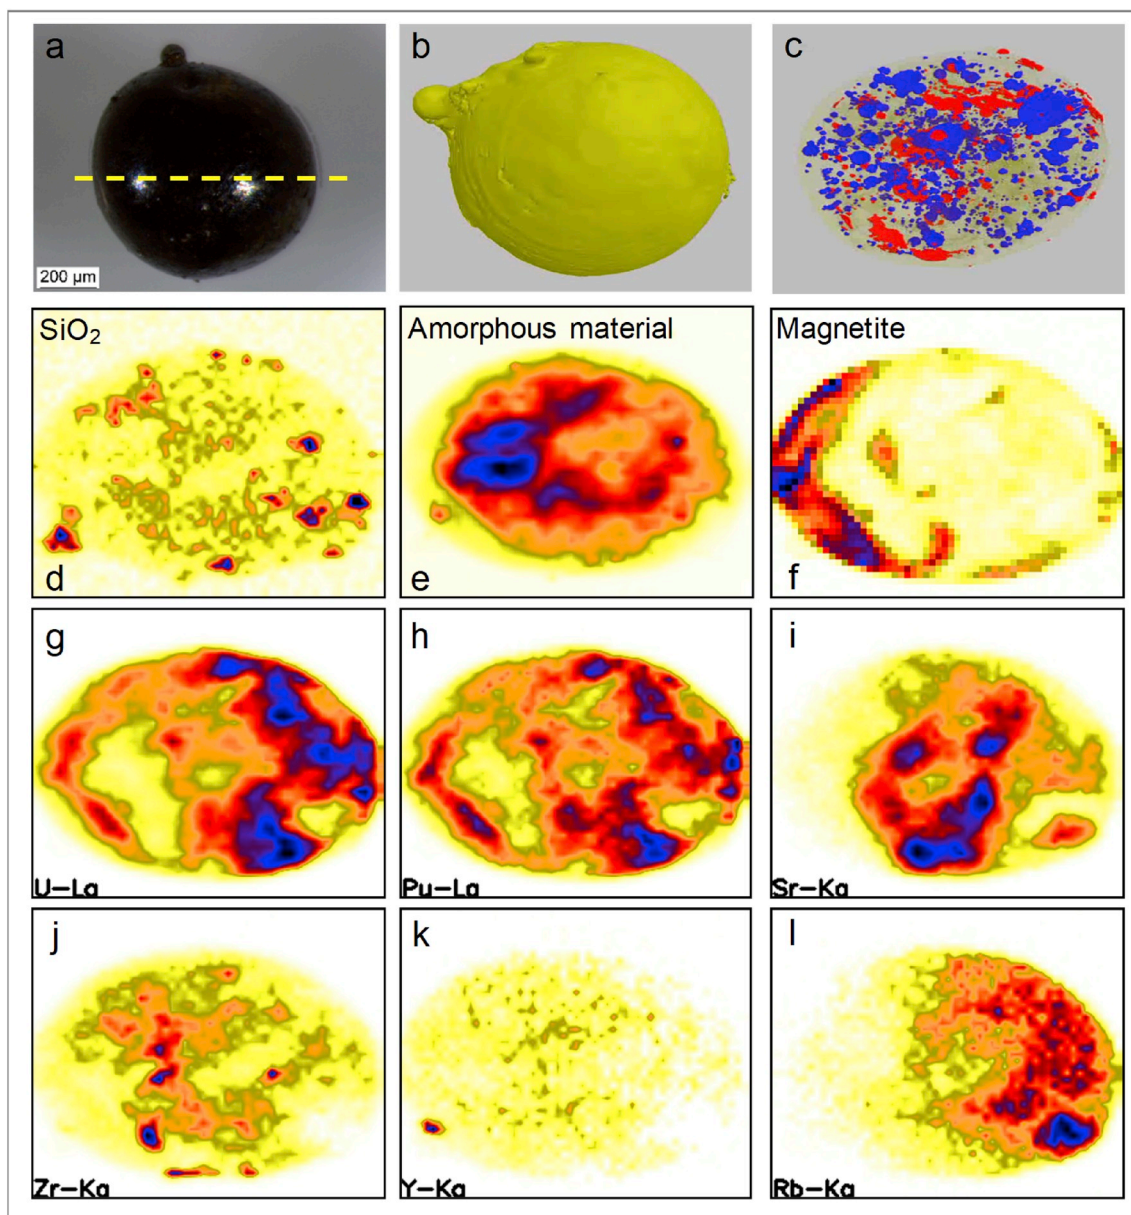 a
b
c
200 µm
SiO₂
Amorphous material
Magnetite
d
e
f
g
h
i
U-La
Pu-La
Sr-Ka
j
k
l
Zr-Ka
Y-Ka
Rb-Ka